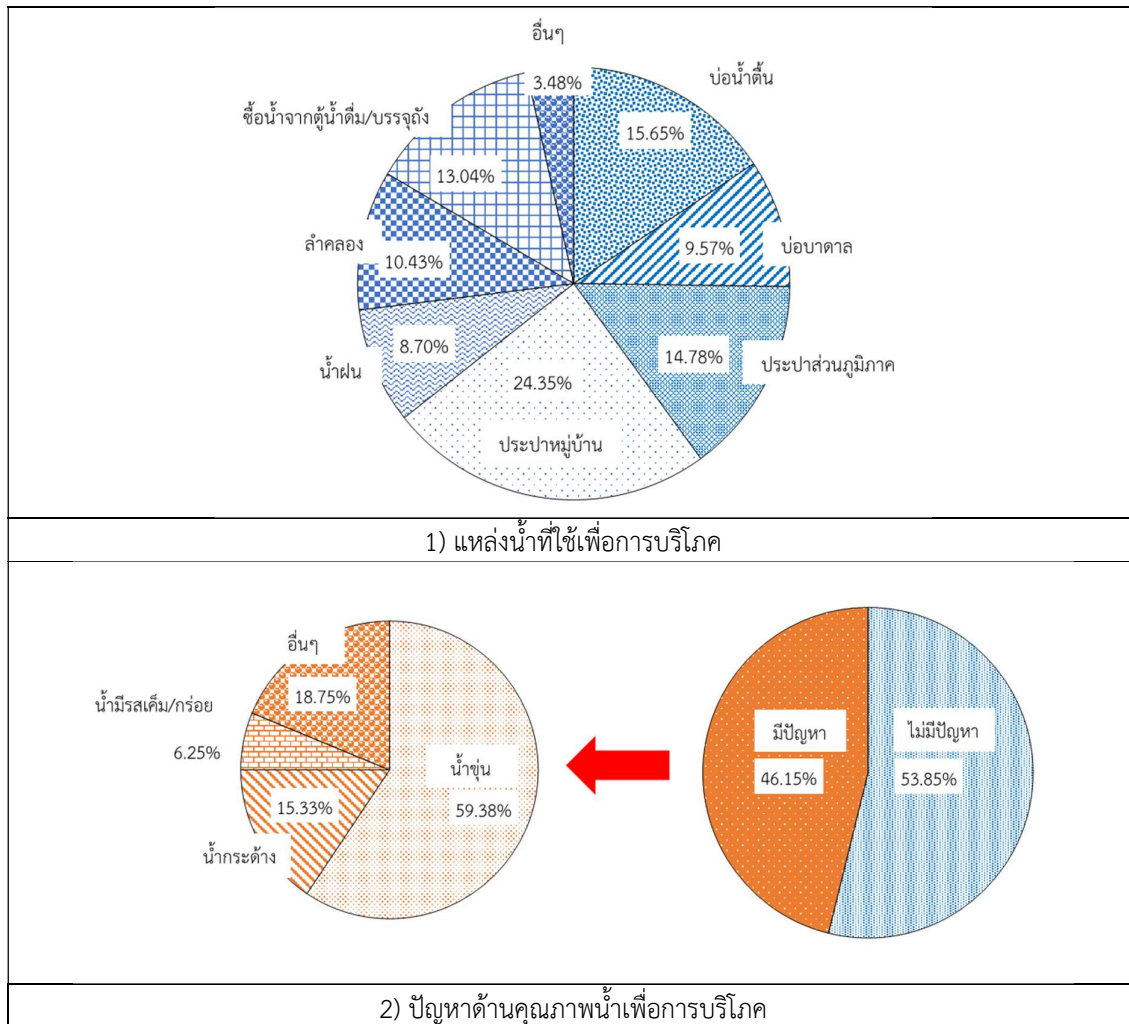 อื่นๆ
3.48%
บ่อน้ำตื้น
15.65%
ซื้อน้ำจากตู้น้ำดื่ม/บรรจุถัง
13.04%
ลำคลอง
10.43%
9.57%
บ่อบาดาล
น้ำฝน
8.70%
14.78%
ประปาส่วนภูมิภาค
24.35%
ประปาหมู่บ้าน
1) แหล่งน้ำที่ใช้เพื่อการบริโภค
อื่นๆ
18.75%
น้ำมีรสเค็ม/กร่อย
6.25%
น้ำขุ่น
59.38%
15.33%
น้ำกระด้าง
มีปัญหา
46.15%
ไม่มีปัญหา
53.85%
2) ปัญหาด้านคุณภาพน้ำเพื่อการบริโภค